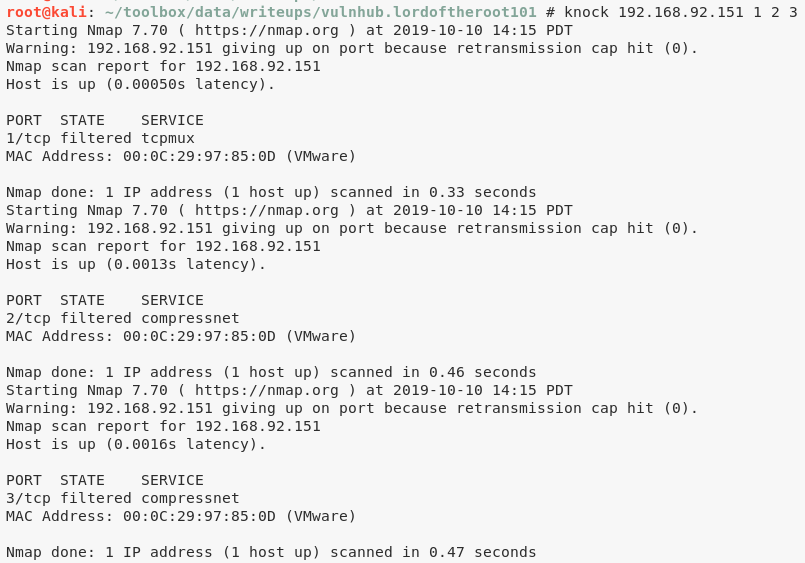 root@kali: ~/toolbox/data/writeups/vulnhub.lordoftheroot101 # knock 192.168.92.151 1 2 3
Starting Nmap 7.70 ( https://nmap.org ) at 2019-10-10 14:15 PDT
Warning: 192.168.92.151 giving up on port because retransmission cap hit (0).
Nmap scan report for 192.168.92.151
Host is up (0.00050s latency).

PORT  STATE    SERVICE
1/tcp filtered tcpmux
MAC Address: 00:0C:29:97:85:0D (VMware)

Nmap done: 1 IP address (1 host up) scanned in 0.33 seconds
Starting Nmap 7.70 ( https://nmap.org ) at 2019-10-10 14:15 PDT
Warning: 192.168.92.151 giving up on port because retransmission cap hit (0).
Nmap scan report for 192.168.92.151
Host is up (0.0013s latency).

PORT  STATE    SERVICE
2/tcp filtered compressnet
MAC Address: 00:0C:29:97:85:0D (VMware)

Nmap done: 1 IP address (1 host up) scanned in 0.46 seconds
Starting Nmap 7.70 ( https://nmap.org ) at 2019-10-10 14:15 PDT
Warning: 192.168.92.151 giving up on port because retransmission cap hit (0).
Nmap scan report for 192.168.92.151
Host is up (0.0016s latency).

PORT  STATE    SERVICE
3/tcp filtered compressnet
MAC Address: 00:0C:29:97:85:0D (VMware)

Nmap done: 1 IP address (1 host up) scanned in 0.47 seconds